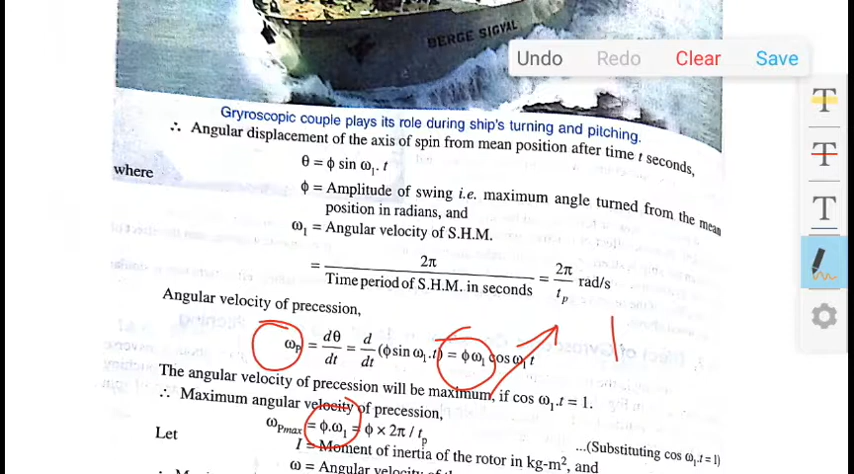 BERGE SIGVAL
Undo Redo Clear Save
Gryroscopic couple plays its role during ship's turning and pitching.
∴ Angular displacement of the axis of spin from mean position after time t seconds,
θ = ϕ sin ω₁. t
where
ϕ = Amplitude of swing i.e. maximum angle turned from the mean
position in radians, and
ω₁ = Angular velocity of S.H.M.
= 2π / Time period of S.H.M. in seconds = 2π / tₚ rad/s
Angular velocity of precession,
ωP = dθ/dt = d/dt (ϕ sin ω₁ .t) = ϕω₁ cos ω₁ t
The angular velocity of precession will be maximum, if cos ω₁.t = 1.
∴ Maximum angular velocity of precession,
ωPmax = ϕ.ω₁ = ϕ × 2π / tₚ ...(Substituting cos ω₁.t = 1)
Let
I = Moment of inertia of the rotor in kg-m², and
ω = Angular velocity of the
T
T
T